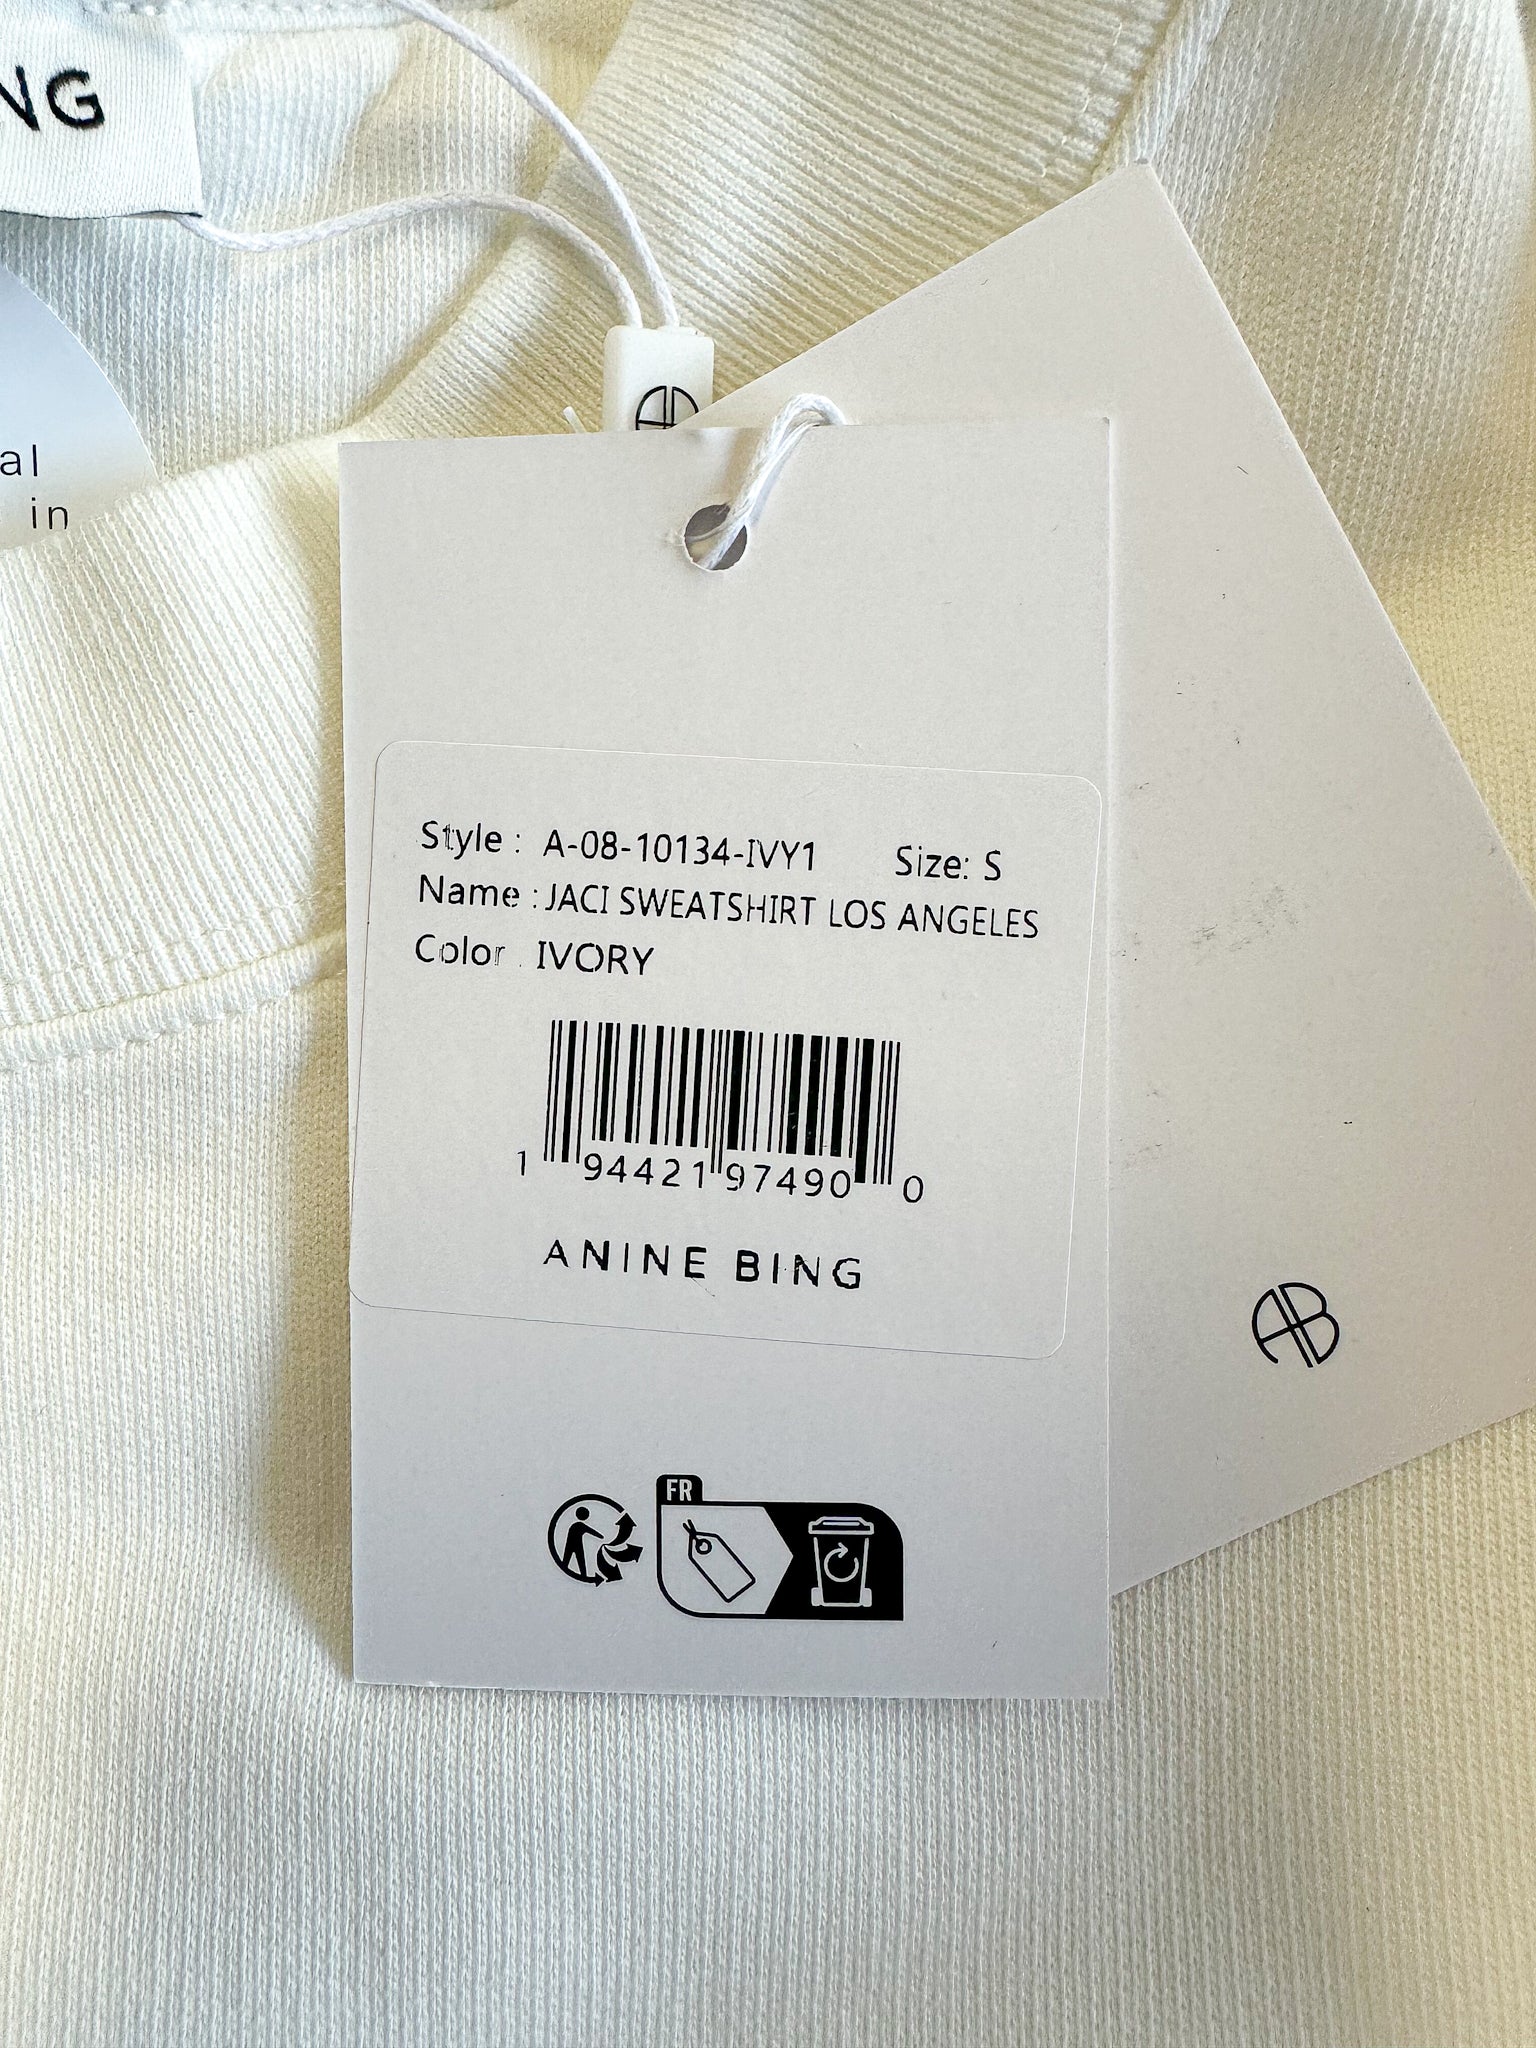 NG
al
in
Style : A-08-10134-IVY1 Size: S
Name : JACI SWEATSHIRT LOS ANGELES
Color IVORY
1 94421 97490 0
ANINE BING
AB
FR